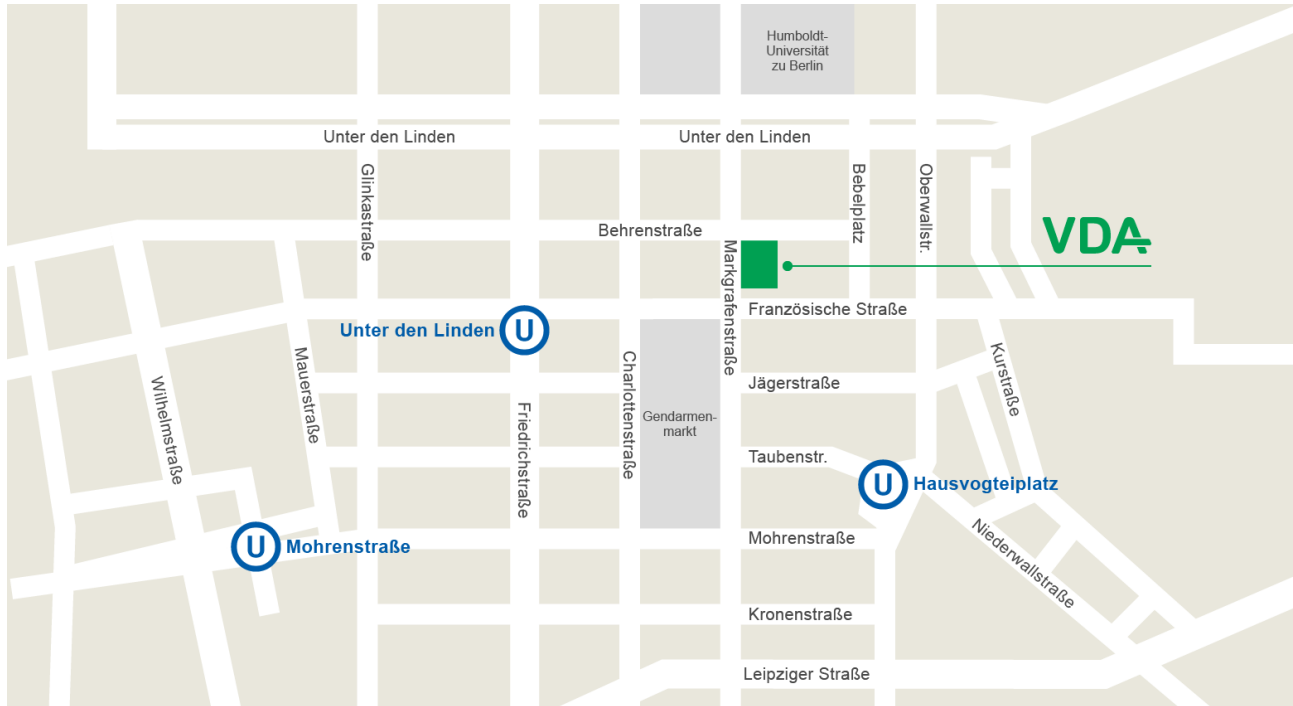 Humboldt-
Universität
zu Berlin
Unter den Linden
Unter den Linden
Glinkastraße
Bebelplatz
Oberwallstr.
Behrenstraße
VDA
Markgrafenstraße
Französische Straße
U
Unter den Linden
Mauerstraße
Charlottenstraße
Kurstraße
Jägerstraße
Wilhelmstraße
Friedrichstraße
Gendarmen-
markt
Taubenstr.
U
Hausvogteiplatz
Niederwallstraße
U
Mohrenstraße
Mohrenstraße
Kronenstraße
Leipziger Straße